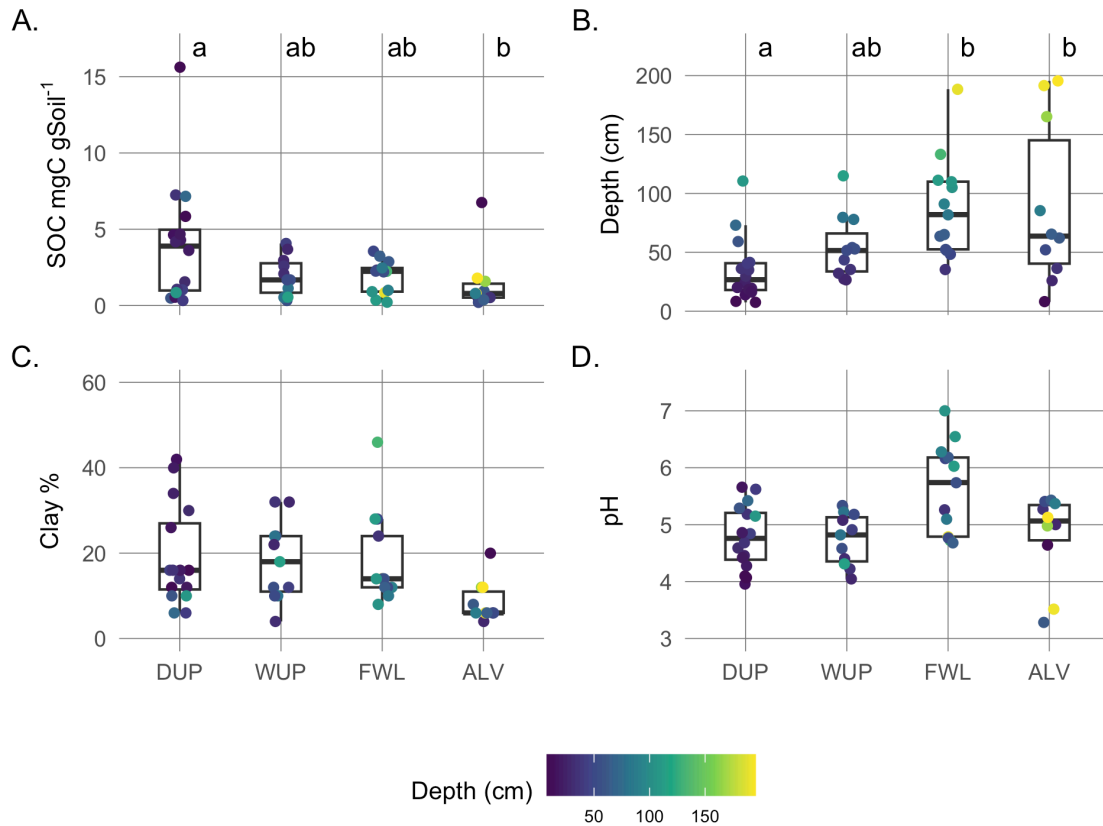 A.
B.
a ab ab b
a ab b b
SOC mgC gSoil⁻¹
15
10
5
0
Depth (cm)
200
150
100
50
0
C.
D.
Clay %
60
40
20
0
pH
7
6
5
4
3
DUP WUP FWL ALV
DUP WUP FWL ALV
Depth (cm)
50 100 150